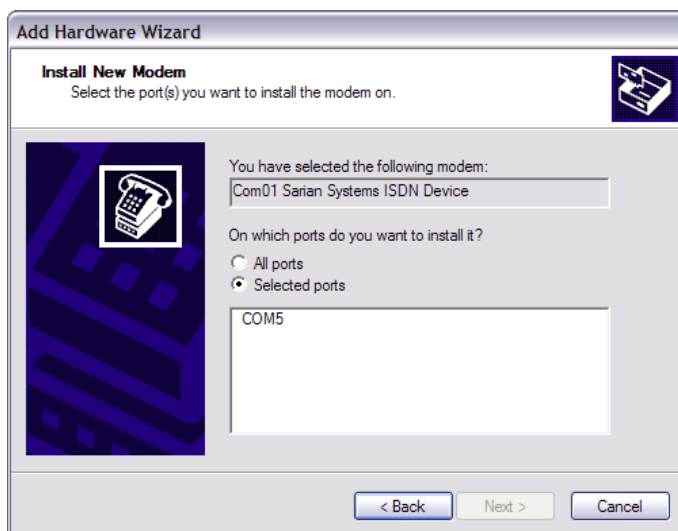 Add Hardware Wizard
Install New Modem
Select the port(s) you want to install the modem on.
You have selected the following modem:
Com01 Sarian Systems ISDN Device
On which ports do you want to install it?
All ports
Selected ports
COM5
< Back
Next >
Cancel